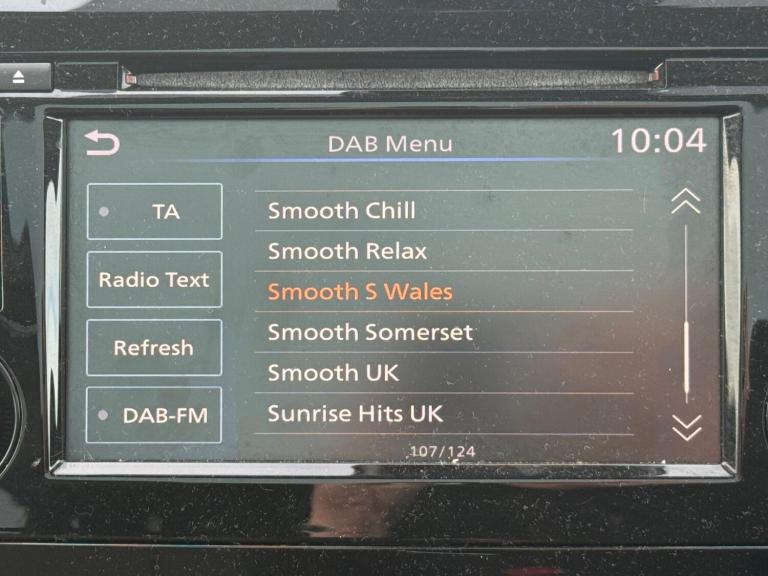 DAB Menu
10:04
TA
Radio Text
Refresh
DAB-FM
Smooth Chill
Smooth Relax
Smooth S Wales
Smooth Somerset
Smooth UK
Sunrise Hits UK
107/124